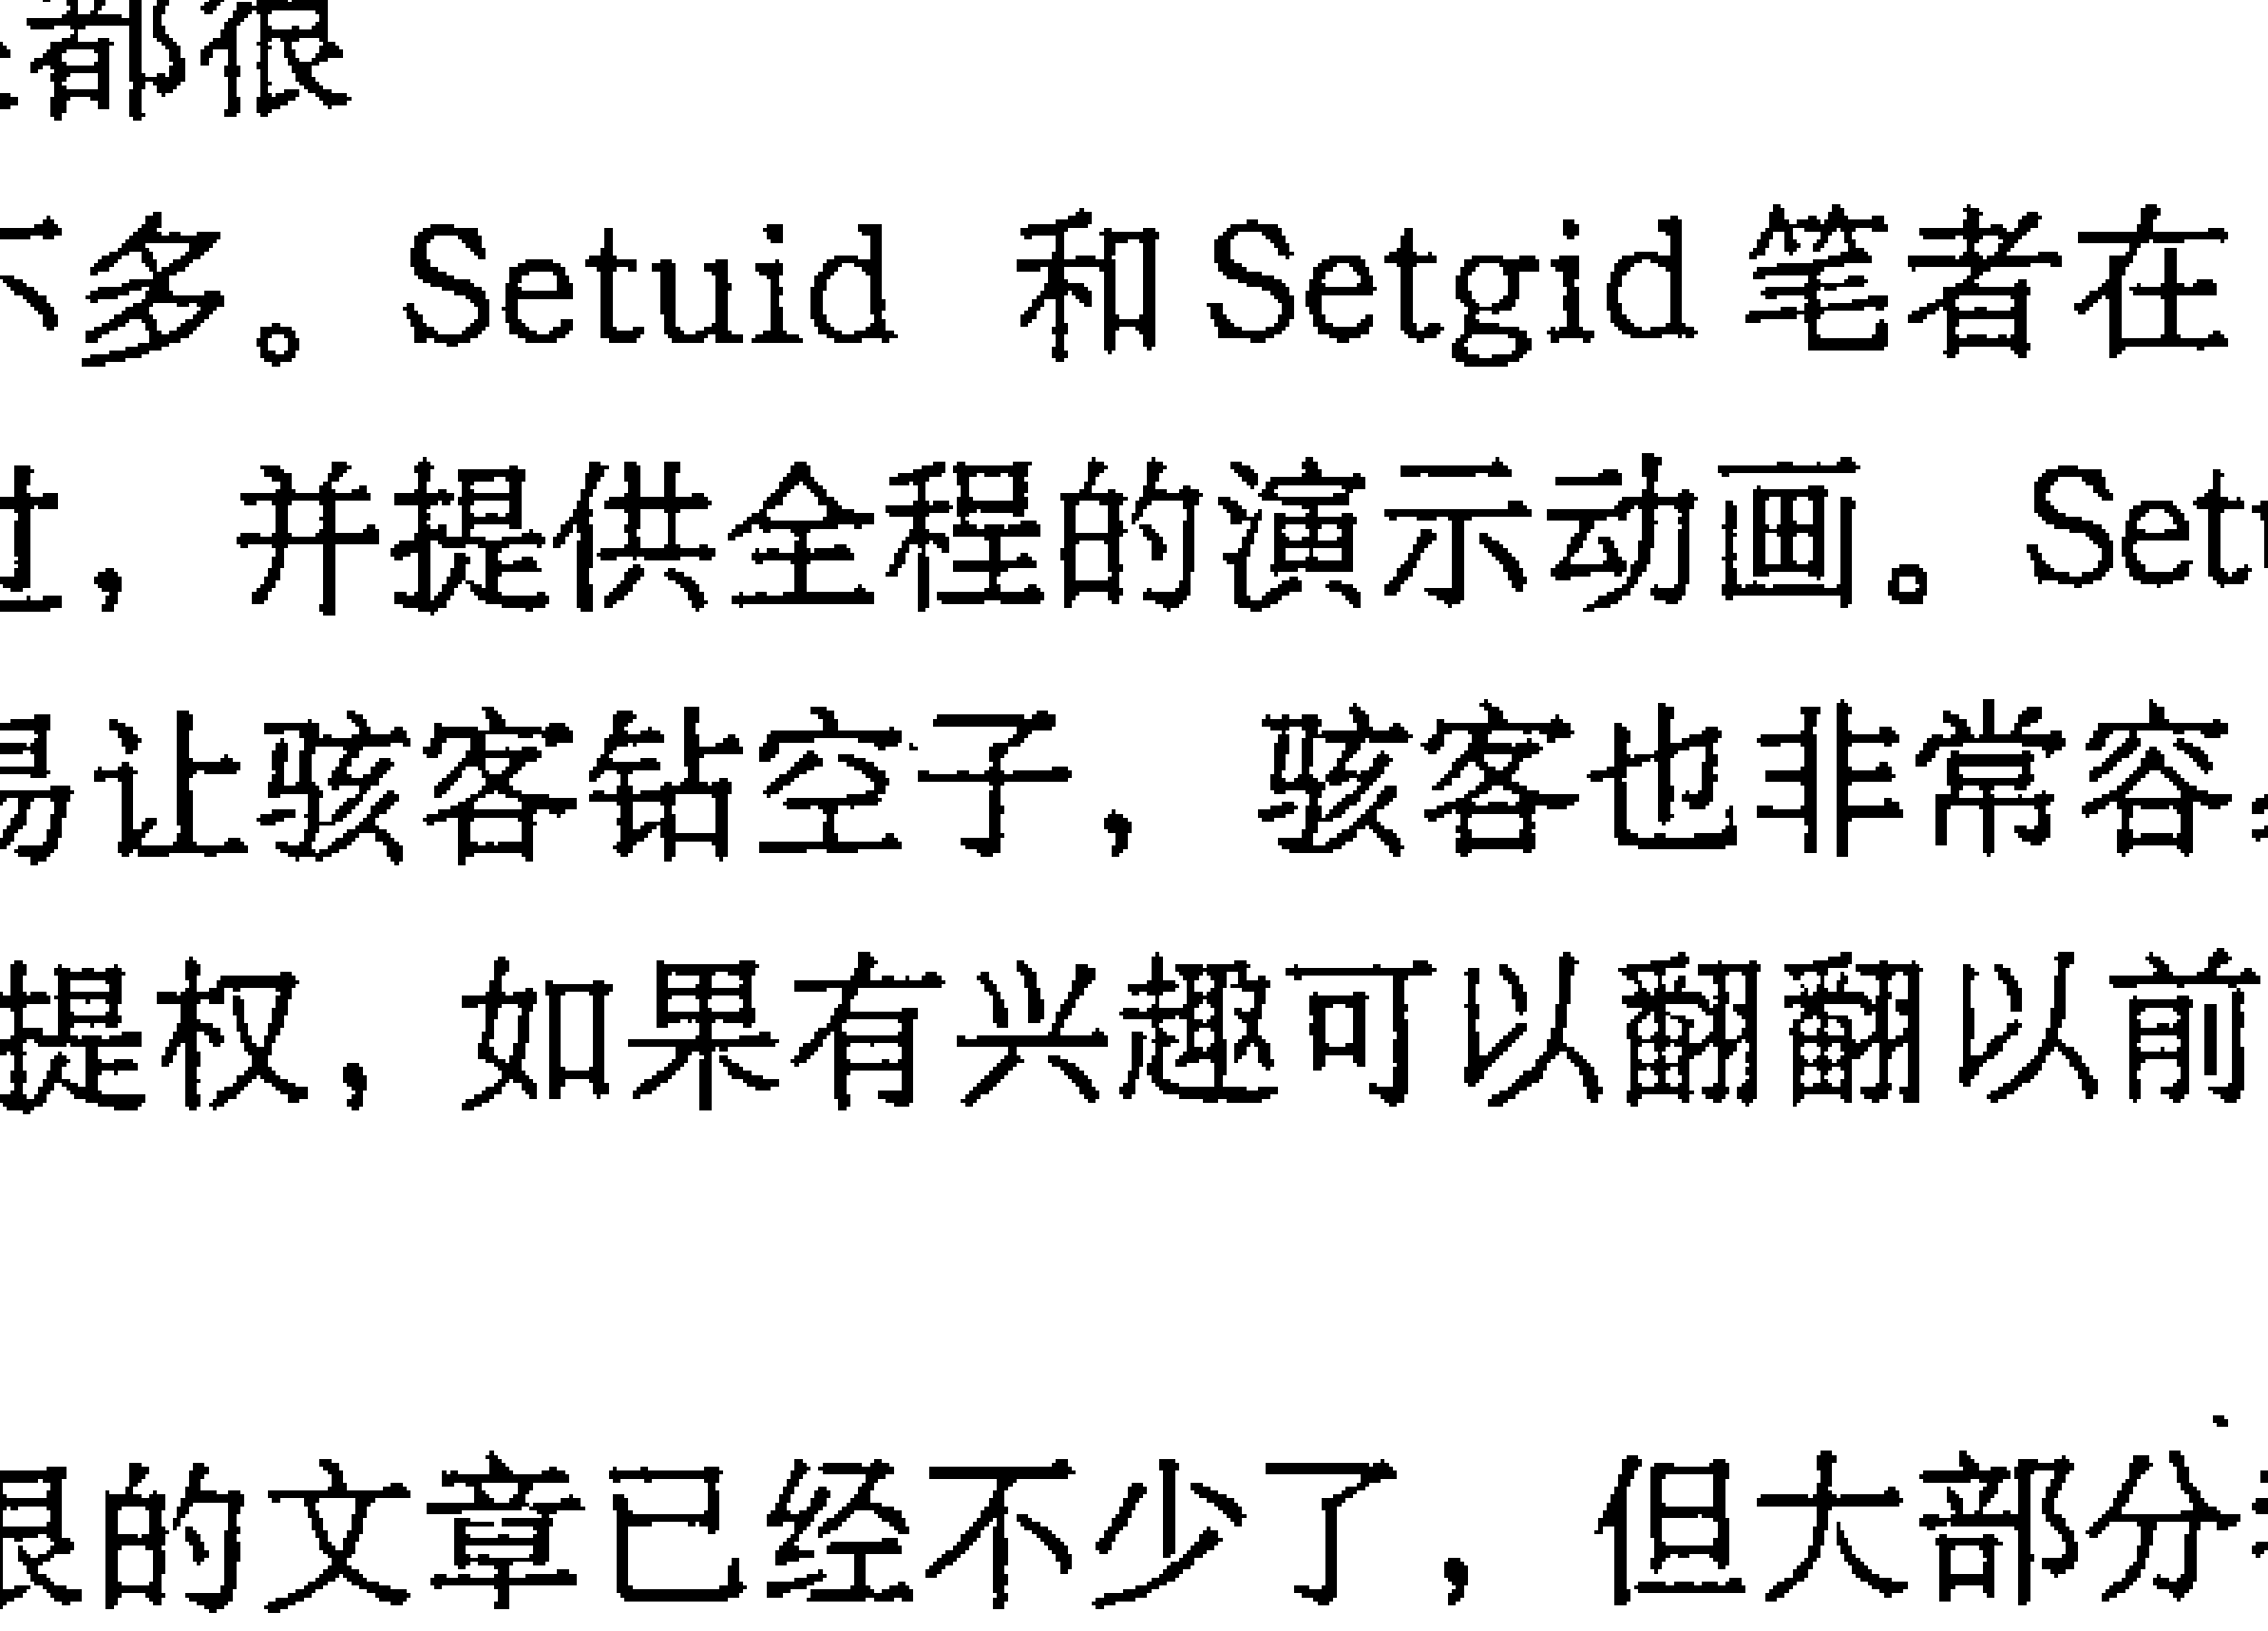 都很
不多。Setuid 和 Setgid 笔者在
过，并提供全程的演示动画。Set
易让骇客钻空子，骇客也非常容
提权，如果有兴趣可以翻翻以前
的文章已经不少了，但大部分